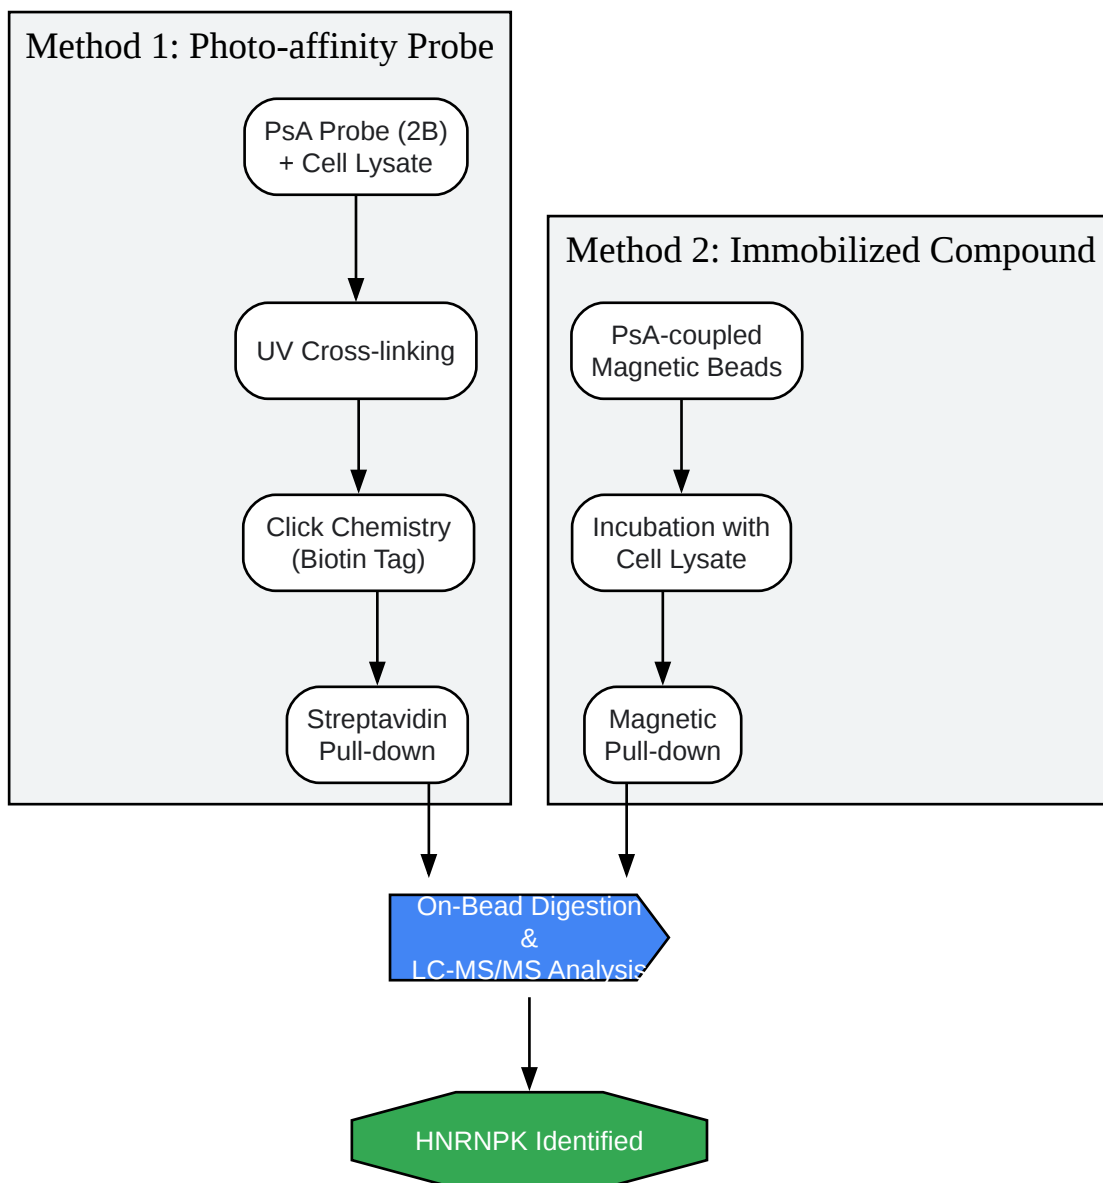 Method 1: Photo-affinity Probe
PsA Probe (2B)
+ Cell Lysate
UV Cross-linking
Click Chemistry
(Biotin Tag)
Streptavidin
Pull-down
Method 2: Immobilized Compound
PsA-coupled
Magnetic Beads
Incubation with
Cell Lysate
Magnetic
Pull-down
On-Bead Digestion
&
LC-MS/MS Analysis
HNRNPK Identified